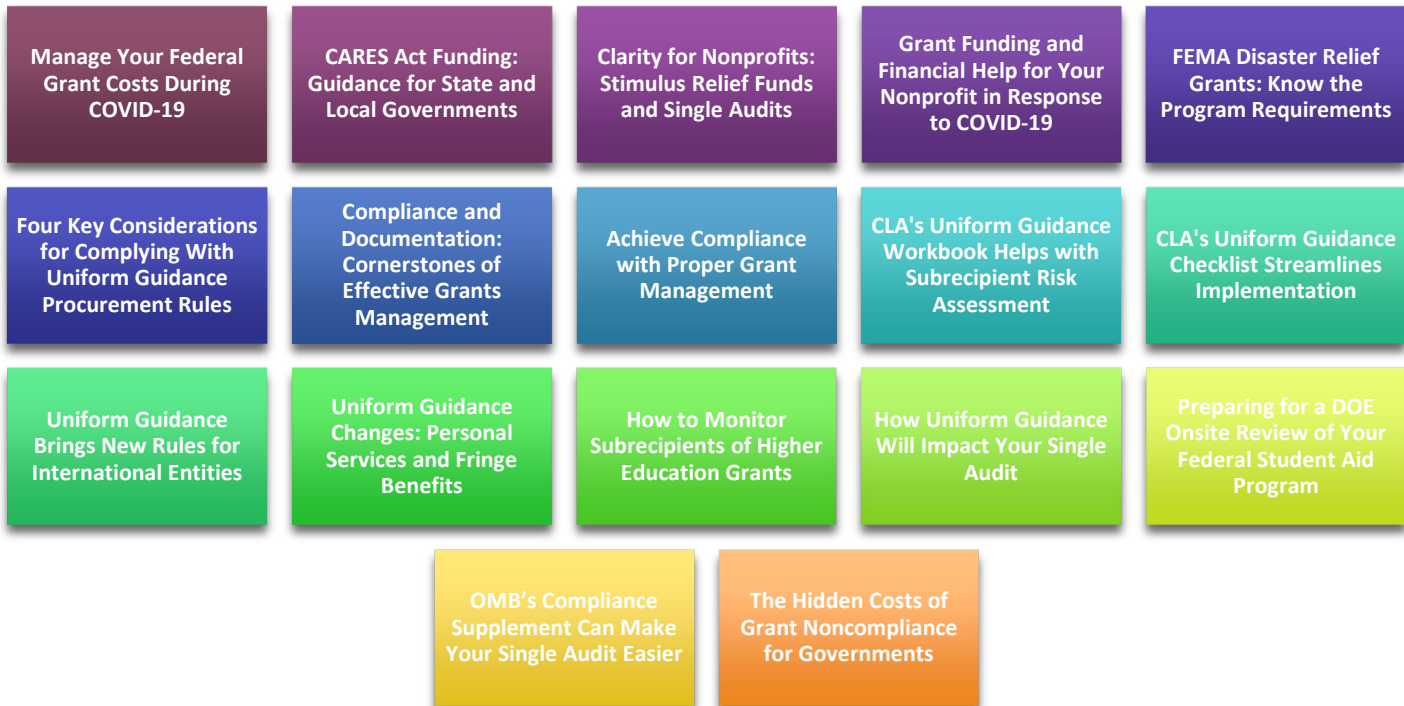 Manage Your Federal
Grant Costs During
COVID-19
CARES Act Funding:
Guidance for State and
Local Governments
Clarity for Nonprofits:
Stimulus Relief Funds
and Single Audits
Grant Funding and
Financial Help for Your
Nonprofit in Response
to COVID-19
FEMA Disaster Relief
Grants: Know the
Program Requirements
Four Key Considerations
for Complying With
Uniform Guidance
Procurement Rules
Compliance and
Documentation:
Cornerstones of
Effective Grants
Management
Achieve Compliance
with Proper Grant
Management
CLA's Uniform Guidance
Workbook Helps with
Subrecipient Risk
Assessment
CLA's Uniform Guidance
Checklist Streamlines
Implementation
Uniform Guidance
Brings New Rules for
International Entities
Uniform Guidance
Changes: Personal
Services and Fringe
Benefits
How to Monitor
Subrecipients of Higher
Education Grants
How Uniform Guidance
Will Impact Your Single
Audit
Preparing for a DOE
Onsite Review of Your
Federal Student Aid
Program
OMB’s Compliance
Supplement Can Make
Your Single Audit Easier
The Hidden Costs of
Grant Noncompliance
for Governments